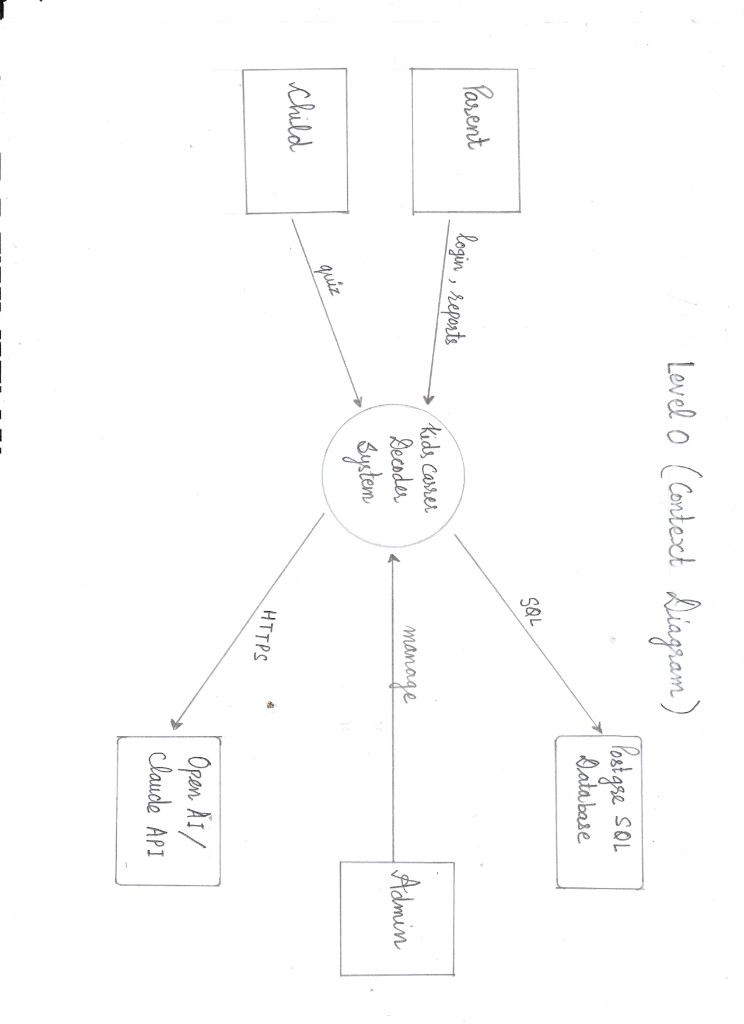 Level 0 (Context Diagram)
Parent
login, reports
Child
quiz
Kids Carrer
Decoder
System
SQL
Postgre SQL
Database
manage
Admin
HTTPS
Open AI/
Claude API